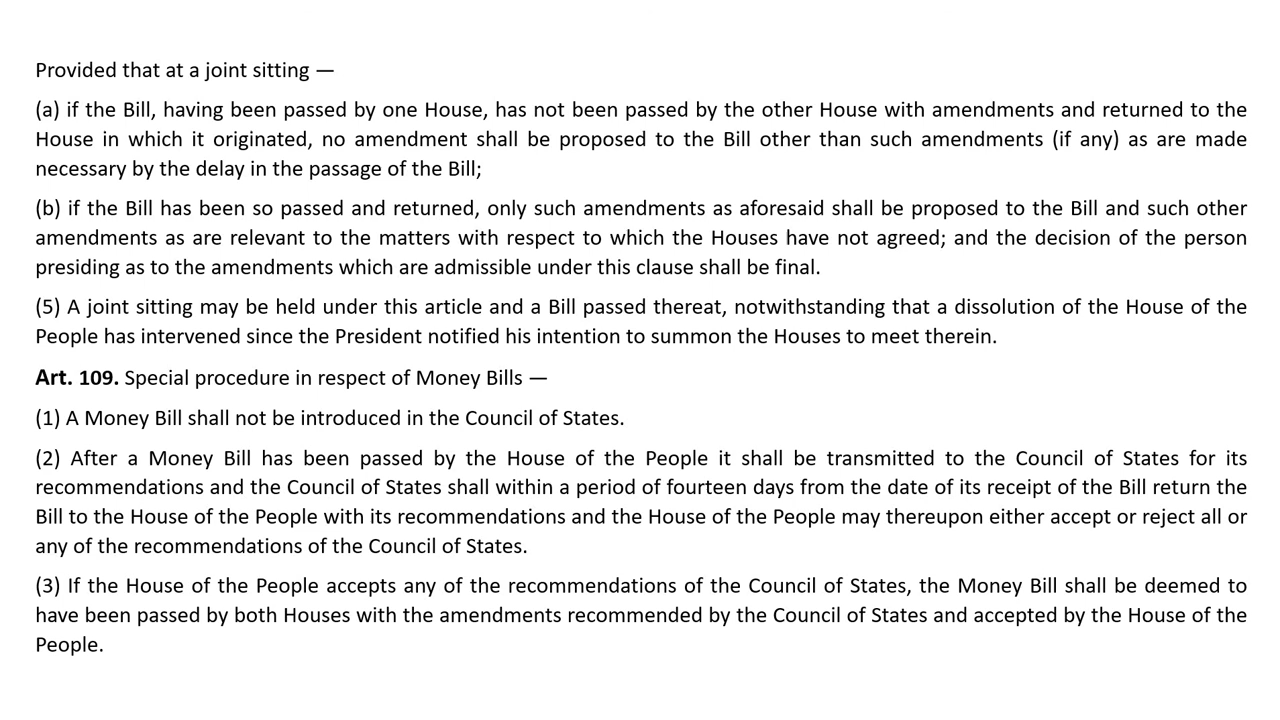 Provided that at a joint sitting —
(a) if the Bill, having been passed by one House, has not been passed by the other House with amendments and returned to the
House in which it originated, no amendment shall be proposed to the Bill other than such amendments (if any) as are made
necessary by the delay in the passage of the Bill;
(b) if the Bill has been so passed and returned, only such amendments as aforesaid shall be proposed to the Bill and such other
amendments as are relevant to the matters with respect to which the Houses have not agreed; and the decision of the person
presiding as to the amendments which are admissible under this clause shall be final.
(5) A joint sitting may be held under this article and a Bill passed thereat, notwithstanding that a dissolution of the House of the
People has intervened since the President notified his intention to summon the Houses to meet therein.
Art. 109. Special procedure in respect of Money Bills —
(1) A Money Bill shall not be introduced in the Council of States.
(2) After a Money Bill has been passed by the House of the People it shall be transmitted to the Council of States for its
recommendations and the Council of States shall within a period of fourteen days from the date of its receipt of the Bill return the
Bill to the House of the People with its recommendations and the House of the People may thereupon either accept or reject all or
any of the recommendations of the Council of States.
(3) If the House of the People accepts any of the recommendations of the Council of States, the Money Bill shall be deemed to
have been passed by both Houses with the amendments recommended by the Council of States and accepted by the House of the
People.